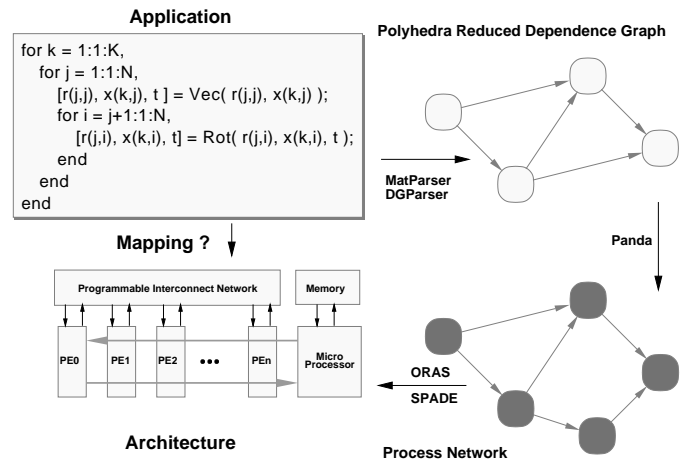 Application
for k = 1:1:K,
for j = 1:1:N,
[r(j,j), x(k,j), t ] = Vec( r(j,j), x(k,j) );
for i = j+1:1:N,
[r(j,i), x(k,i), t] = Rot( r(j,i), x(k,i), t );
end
end
end
Polyhedra Reduced Dependence Graph
MatParser
DGParser
Panda
Mapping ?
Programmable Interconnect Network
Memory
PE0
PE1
PE2
•••
PEn
Micro
Processor
ORAS
SPADE
Architecture
Process Network